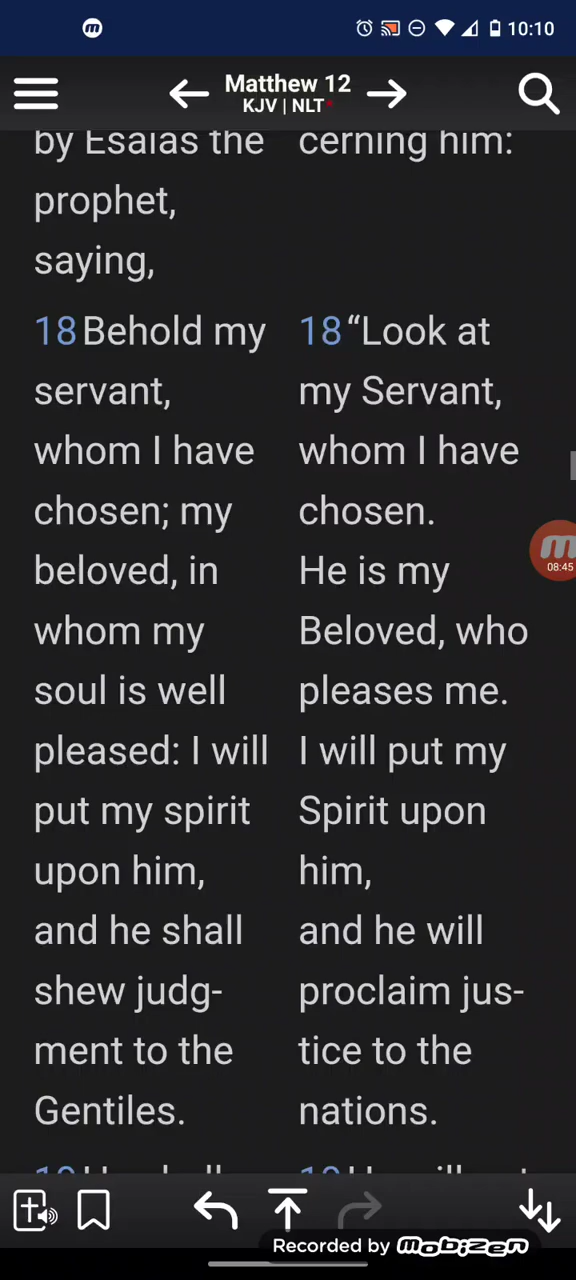 10:10
Matthew 12
KJV | NLT*
by Esaias the
prophet,
saying,
cerning him:
18 Behold my
servant,
whom I have
chosen; my
beloved, in
whom my
soul is well
pleased: I will
put my spirit
upon him,
and he shall
shew judg-
ment to the
Gentiles.
18 “Look at
my Servant,
whom I have
chosen.
He is my
Beloved, who
pleases me.
I will put my
Spirit upon
him,
and he will
proclaim jus-
tice to the
nations.
08:45
Recorded by mobizen